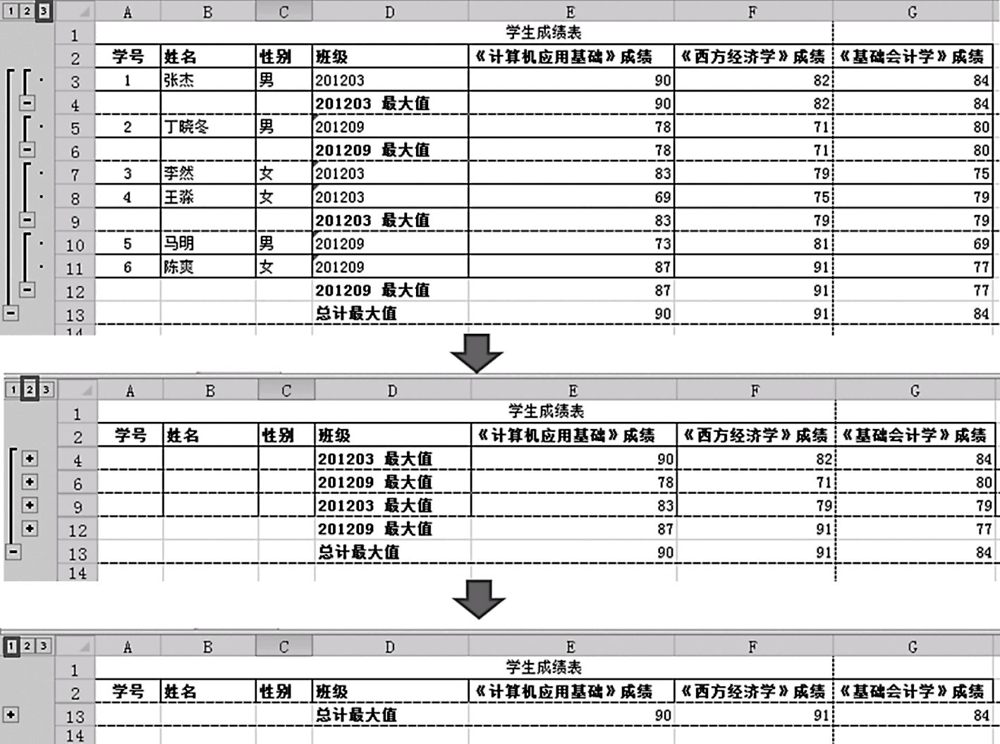 1 2 3 A B C D E F G
1 学生成绩表
2 学号 姓名 性别 班级 《计算机应用基础》成绩 《西方经济学》成绩 《基础会计学》成绩
3 1 张杰 男 201203 90 82 84
4 201203 最大值 90 82 84
5 2 丁晓冬 男 201209 78 71 80
6 201209 最大值 78 71 80
7 3 李然 女 201203 83 79 75
8 4 王淼 女 201203 69 75 79
9 201203 最大值 83 79 79
10 5 马明 男 201209 73 81 69
11 6 陈爽 女 201209 87 91 77
12 201209 最大值 87 91 77
13 总计最大值 90 91 84
14
1 2 3 A B C D E F G
1 学生成绩表
2 学号 姓名 性别 班级 《计算机应用基础》成绩 《西方经济学》成绩 《基础会计学》成绩
4 201203 最大值 90 82 84
6 201209 最大值 78 71 80
9 201203 最大值 83 79 79
12 201209 最大值 87 91 77
13 总计最大值 90 91 84
14
1 2 3 A B C D E F G
1 学生成绩表
2 学号 姓名 性别 班级 《计算机应用基础》成绩 《西方经济学》成绩 《基础会计学》成绩
13 总计最大值 90 91 84
14